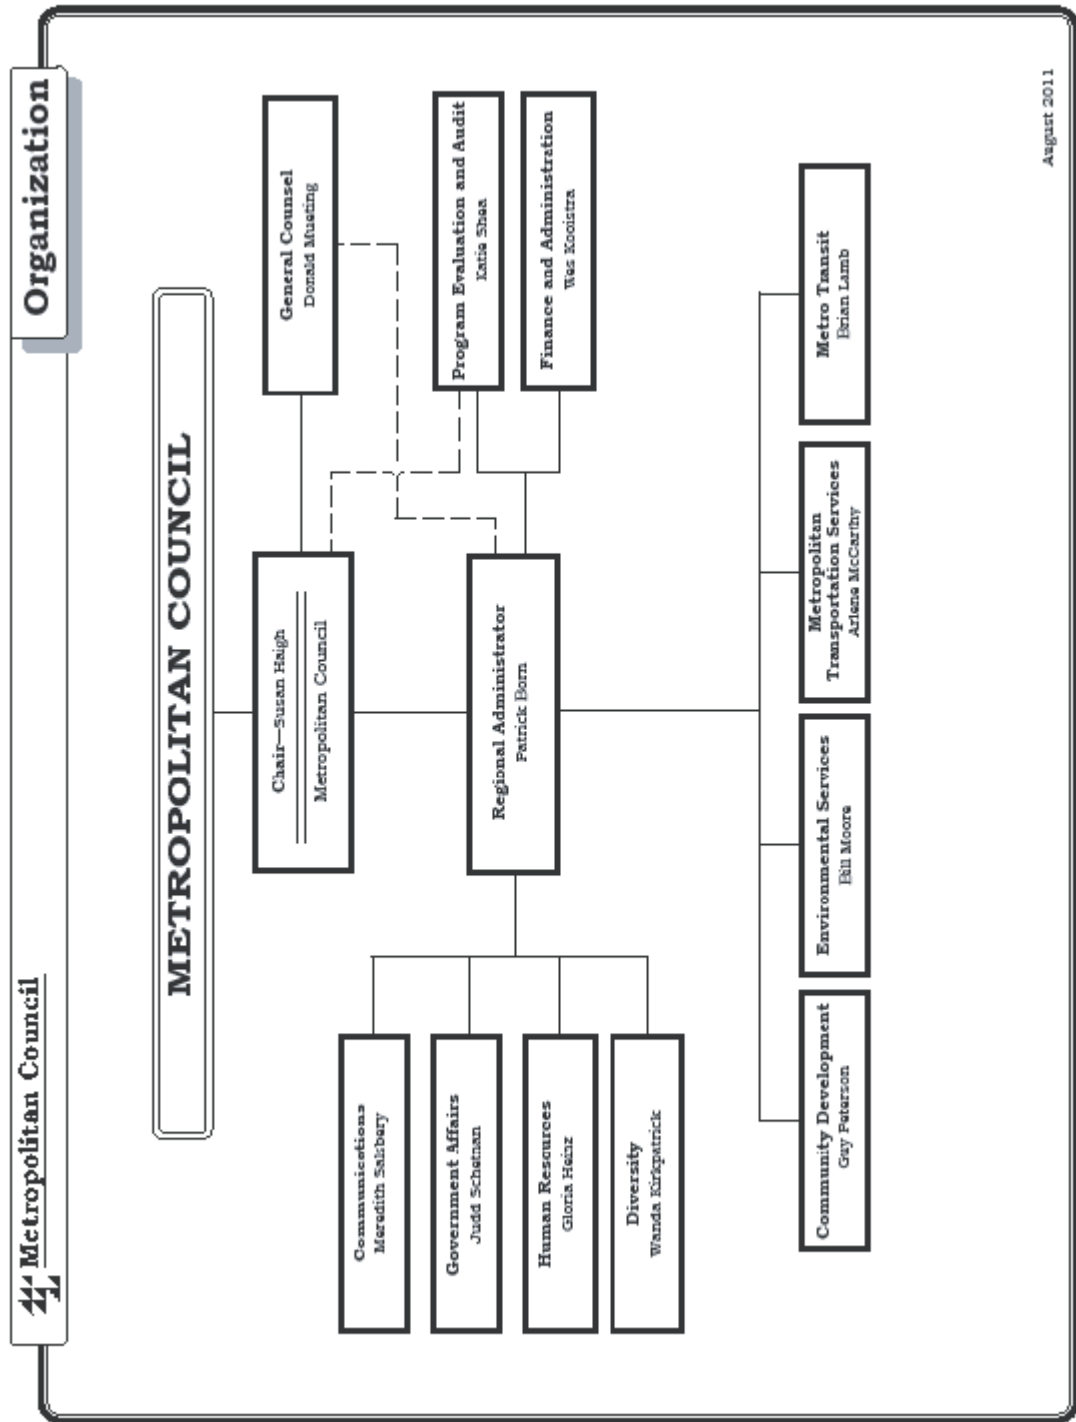 Metropolitan Council
Organization
METROPOLITAN COUNCIL
Chair—Susan Haigh
Metropolitan Council
General Counsel
Donald Mueting
Regional Administrator
Patrick Born
Program Evaluation and Audit
Katie Shea
Finance and Administration
Wes Kooistra
Communications
Meredith Salsbery
Government Affairs
Judd Schetnan
Human Resources
Gloria Heinz
Diversity
Wanda Kirkpatrick
Community Development
Guy Peterson
Environmental Services
Bill Moore
Metropolitan
Transportation Services
Arlene McCarthy
Metro Transit
Brian Lamb
August 2011